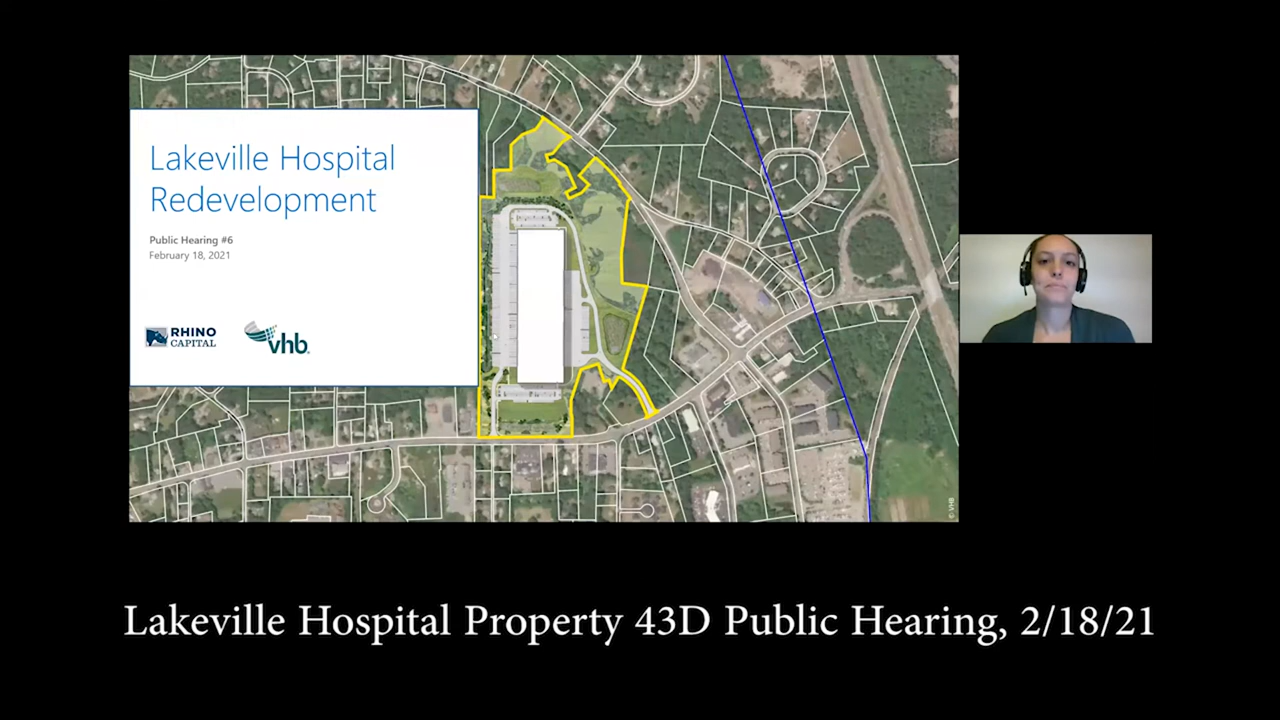 Lakeville Hospital
Redevelopment
Public Hearing #6
February 18, 2021
RHINO
CAPITAL
vhb
© VHB
Lakeville Hospital Property 43D Public Hearing, 2/18/21